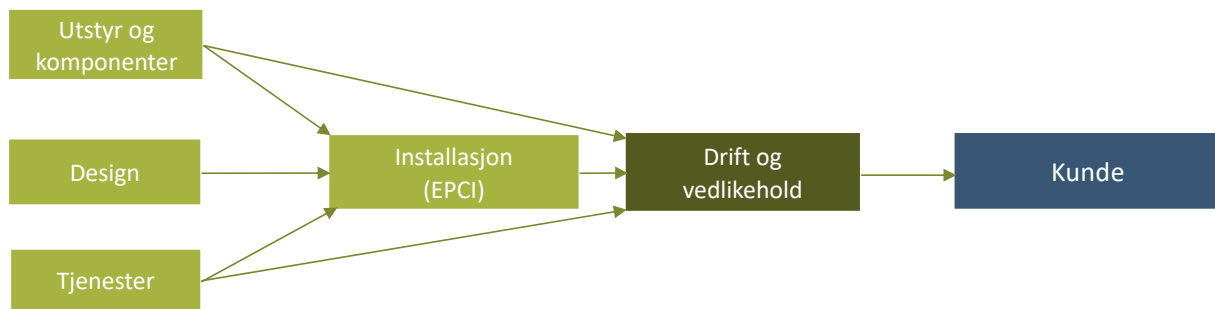 Utstyr og
komponenter
Design
Tjenester
Installasjon
(EPCI)
Drift og
vedlikehold
Kunde